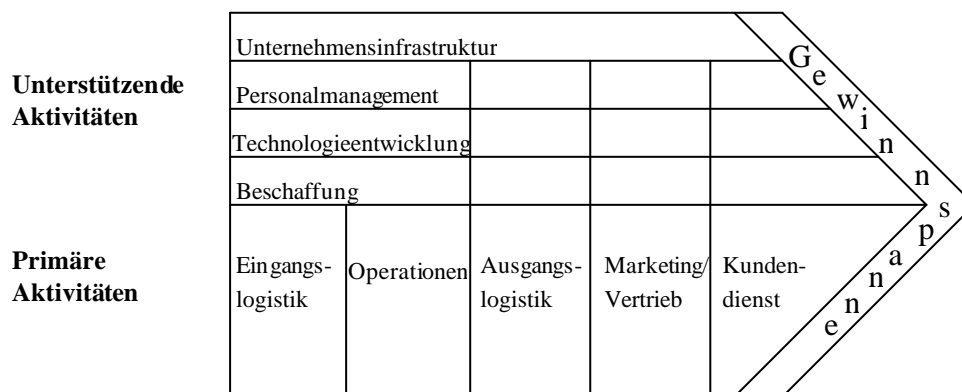 Unternehmensinfrastruktur
Unterstützende
Aktivitäten
Personalmanagement
Technologieentwicklung
Beschaffung
Primäre
Aktivitäten
Eingangs-
logistik
Operationen
Ausgangs-
logistik
Marketing/
Vertrieb
Kunden-
dienst
Gewinnspanne